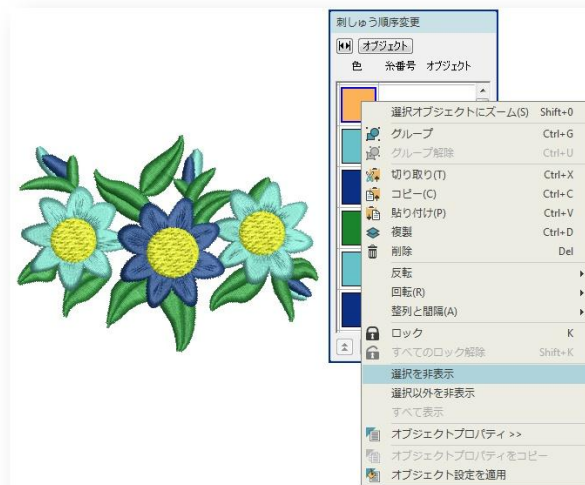 刺しゅう順序変更
オブジェクト
色 糸番号 オブジェクト
選択オブジェクトにズーム(S) Shift+0
グループ Ctrl+G
グループ解除 Ctrl+U
切り取り(T) Ctrl+X
コピー(C) Ctrl+C
貼り付け(P) Ctrl+V
複製 Ctrl+D
削除 Del
反転
回転(R)
整列と間隔(A)
ロック K
すべてのロック解除 Shift+K
選択を非表示
選択以外を非表示
すべて表示
オブジェクトプロパティ >>
オブジェクトプロパティをコピー
オブジェクト設定を適用